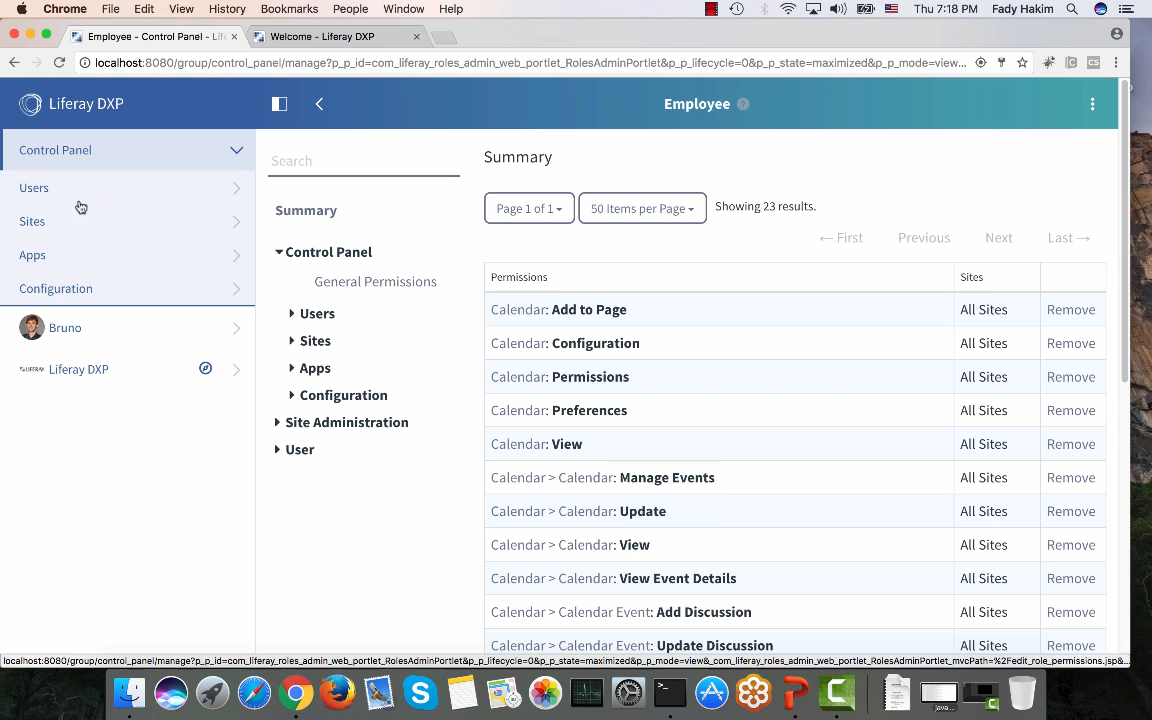 Chrome File Edit View History Bookmarks People Window Help Thu 7:18 PM Fady Hakim
Employee - Control Panel - Life
Welcome - Liferay DXP
localhost:8080/group/control_panel/manage?p_p_id=com_liferay_roles_admin_web_portlet_RolesAdminPortlet&p_p_lifecycle=0&p_p_state=maximized&p_p_mode=view...
CS
Liferay DXP
Employee ?
Control Panel
Users
Sites
Apps
Configuration
Bruno
LIFERAY Liferay DXP
Search
Summary
Control Panel
General Permissions
Users
Sites
Apps
Configuration
Site Administration
User
Summary
Page 1 of 1
50 Items per Page
Showing 23 results.
← First Previous Next Last →
Permissions Sites
Calendar: Add to Page All Sites Remove
Calendar: Configuration All Sites Remove
Calendar: Permissions All Sites Remove
Calendar: Preferences All Sites Remove
Calendar: View All Sites Remove
Calendar > Calendar: Manage Events All Sites Remove
Calendar > Calendar: Update All Sites Remove
Calendar > Calendar: View All Sites Remove
Calendar > Calendar: View Event Details All Sites Remove
Calendar > Calendar Event: Add Discussion All Sites Remove
Calendar > Calendar Event: Update Discussion All Sites Remove
localhost:8080/group/control_panel/manage?p_p_id=com_liferay_roles_admin_web_portlet_RolesAdminPortlet&p_p_lifecycle=0&p_p_state=maximized&p_p_mode=view&_com_liferay_roles_admin_web_portlet_RolesAdminPortlet_mvcPath=%2Fedit_role_permissions.jsp&...